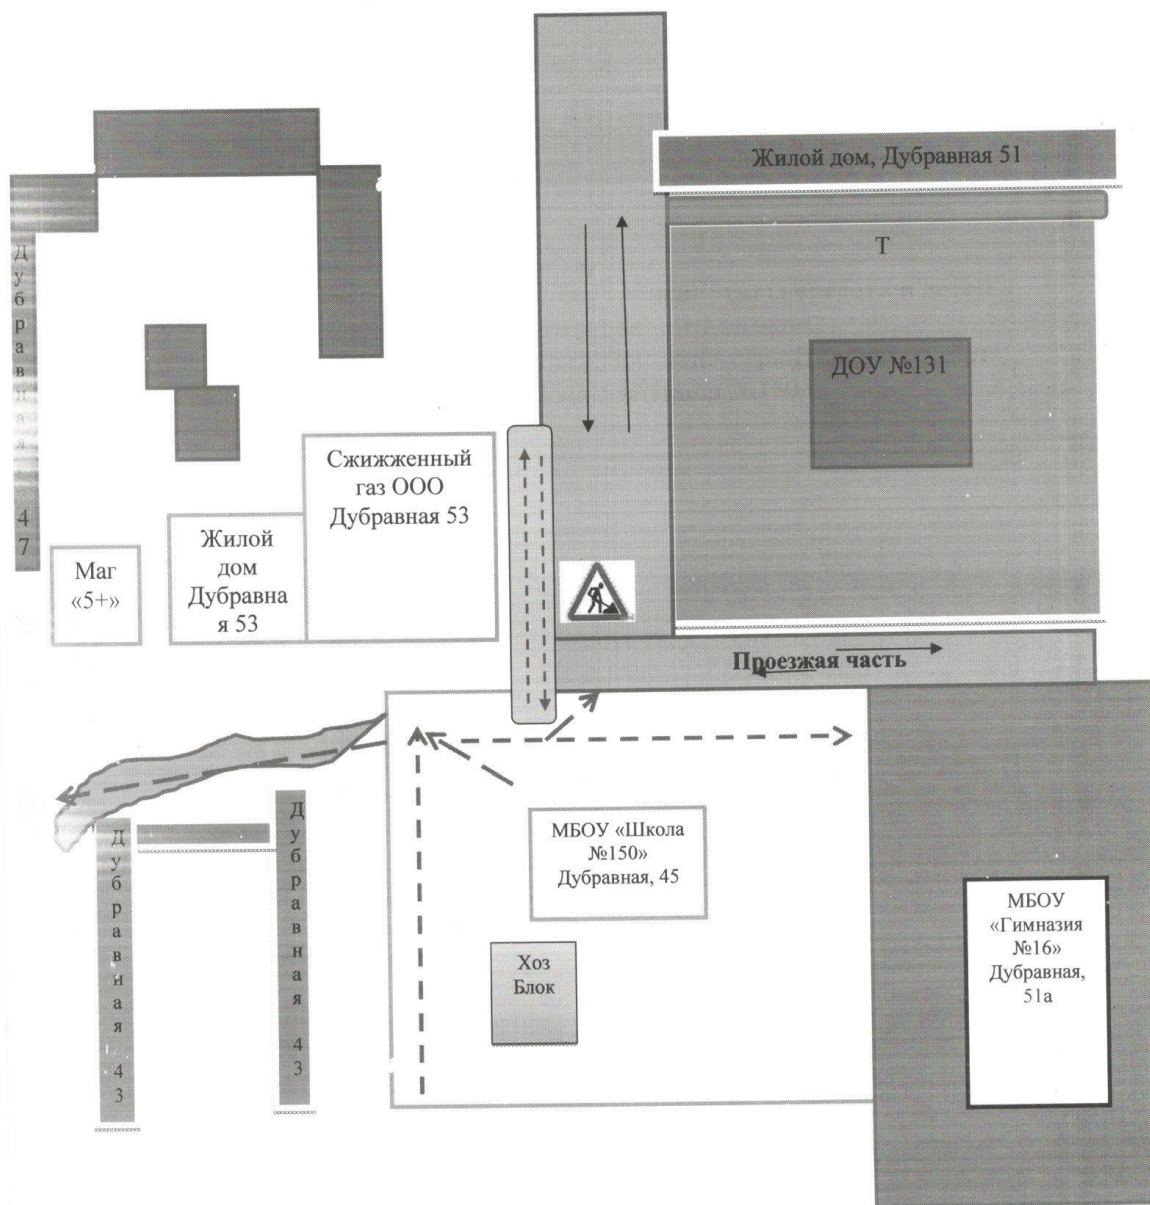 Жилой дом, Дубравная 51
Т
ДОУ №131
Дубравная 47
Сжиженный
газ ООО
Дубравная 53
Жилой
дом
Дубравна
я 53
Маг
«5+»
Проезжая часть
МБОУ «Школа
№150»
Дубравная, 45
Хоз
Блок
МБОУ
«Гимназия
№16»
Дубравная,
51а
Дубравная 43
Дубравная 43